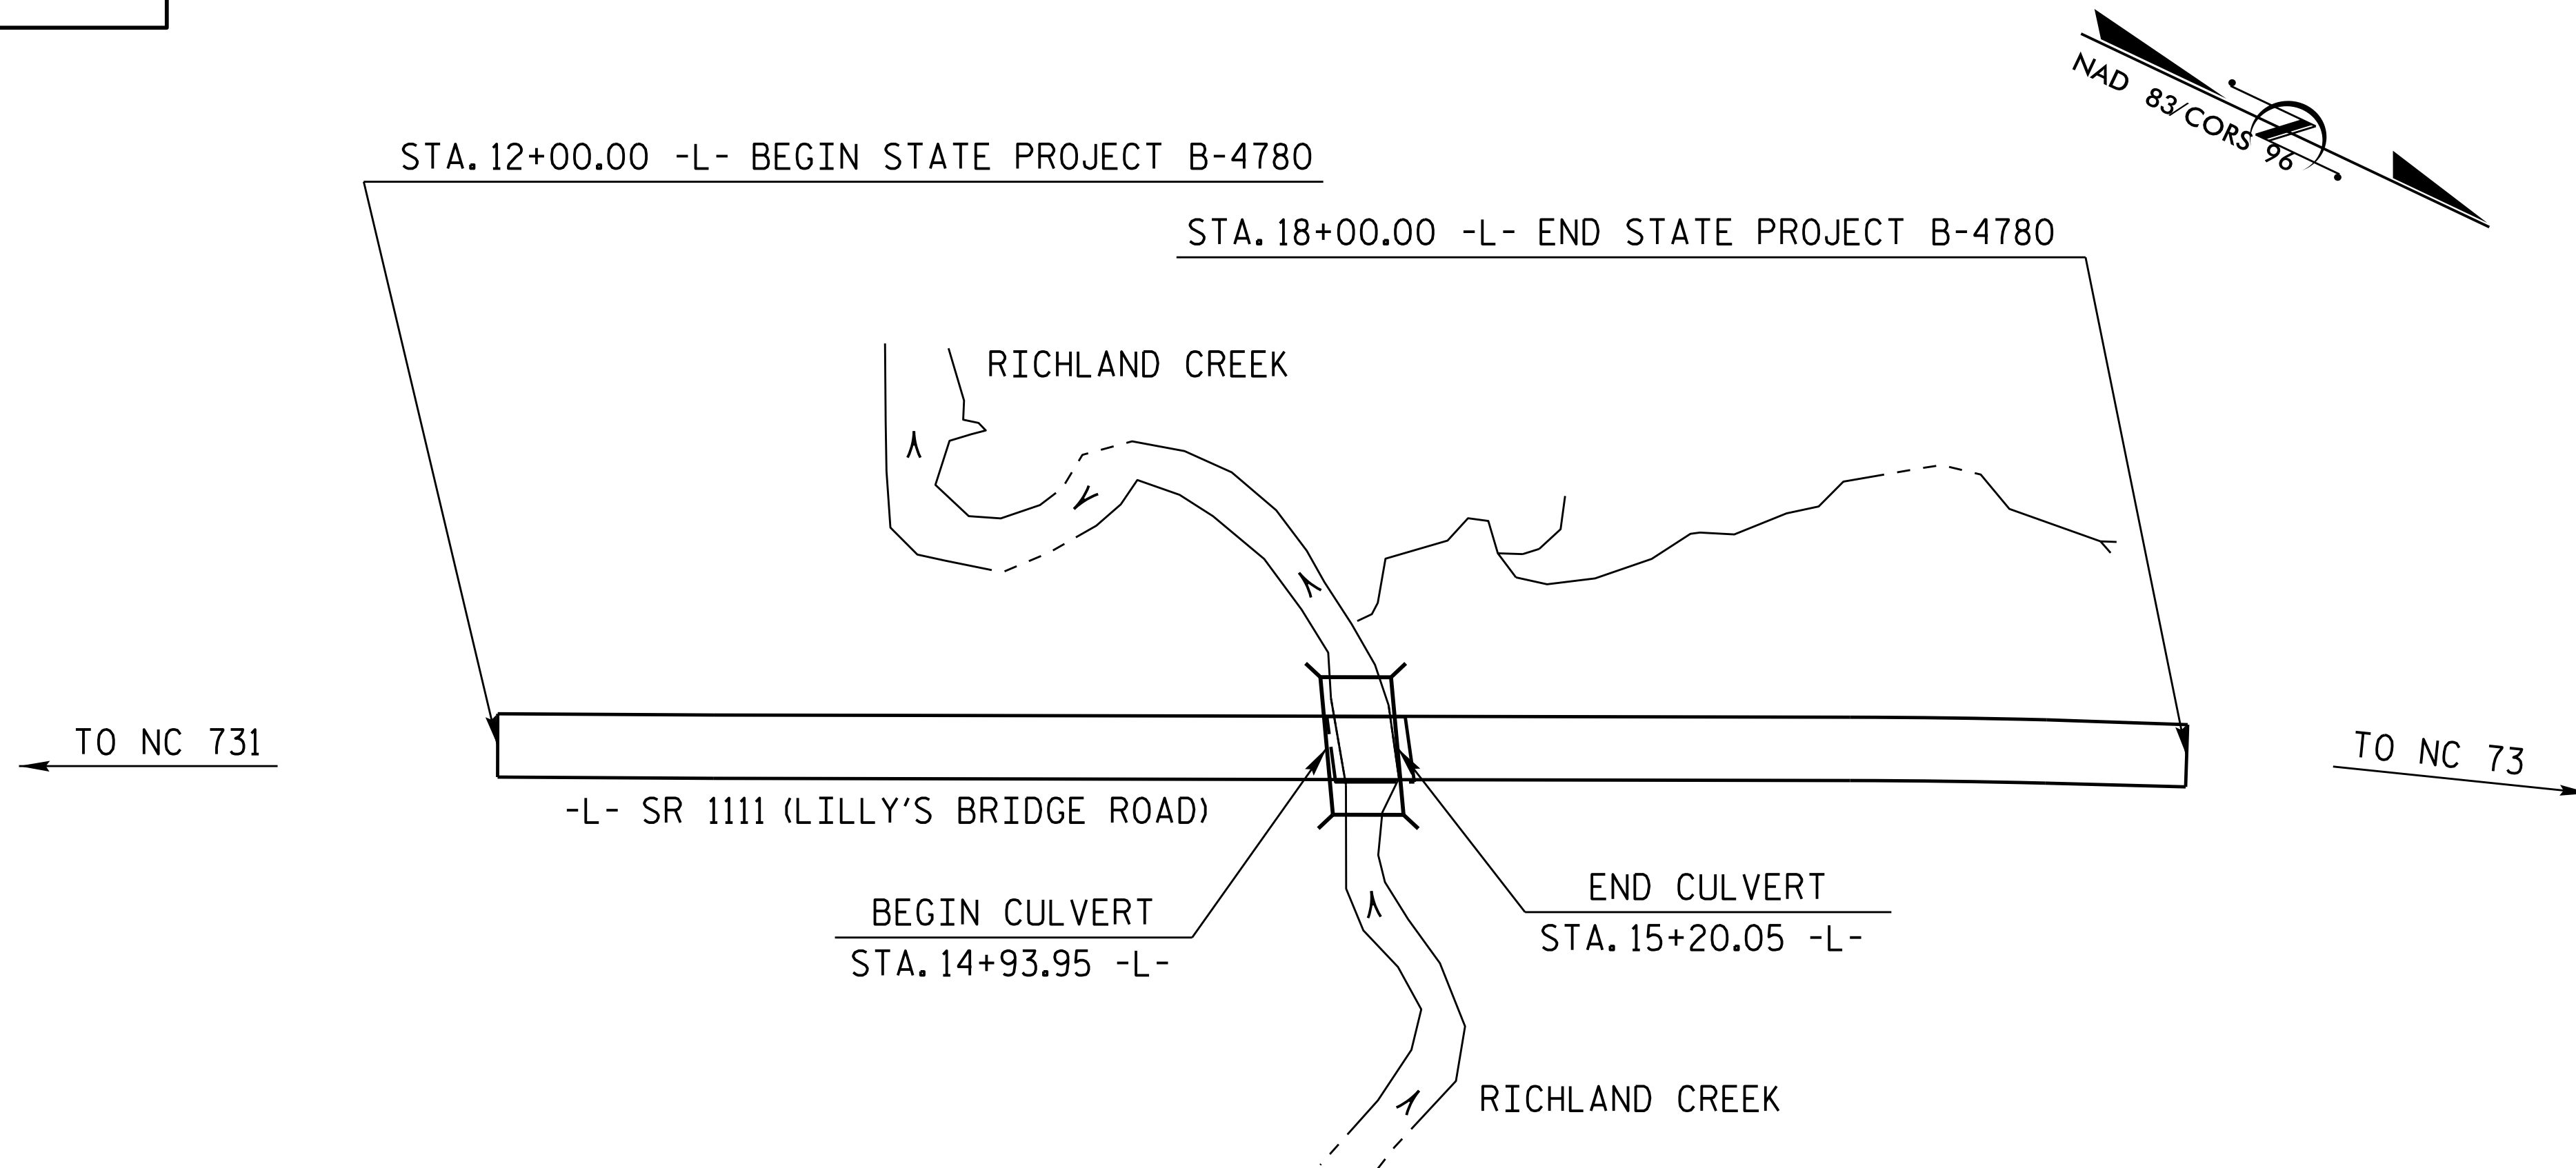 NAD 83/CORS 96
STA. 12+00.00 -L- BEGIN STATE PROJECT B-4780
STA. 18+00.00 -L- END STATE PROJECT B-4780
RICHLAND CREEK
TO NC 731
TO NC 73
-L- SR 1111 (LILLY'S BRIDGE ROAD)
BEGIN CULVERT
STA. 14+93.95 -L-
END CULVERT
STA. 15+20.05 -L-
RICHLAND CREEK